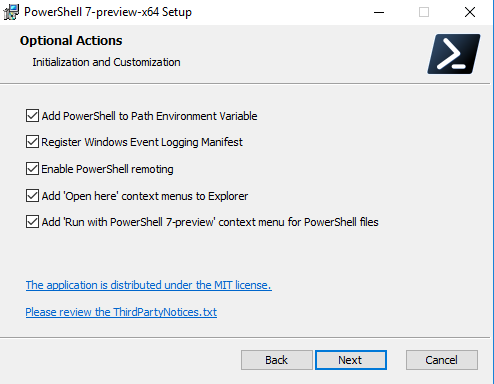 PowerShell 7-preview-x64 Setup
Optional Actions
Initialization and Customization
Add PowerShell to Path Environment Variable
Register Windows Event Logging Manifest
Enable PowerShell remoting
Add 'Open here' context menus to Explorer
Add 'Run with PowerShell 7-preview' context menu for PowerShell files
The application is distributed under the MIT license.
Please review the ThirdPartyNotices.txt
Back Next Cancel